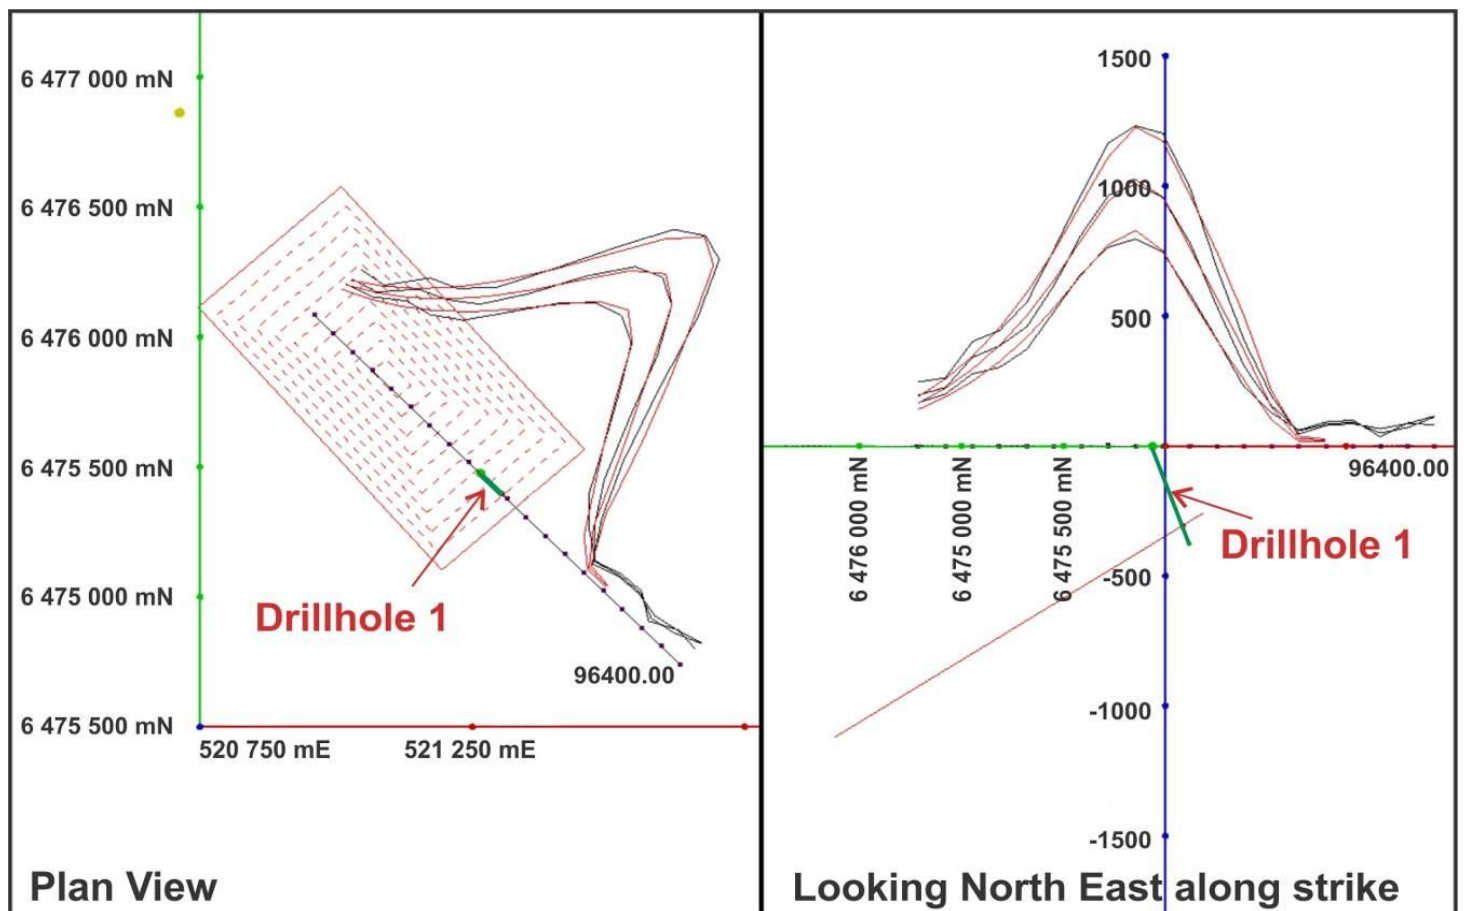 6 477 000 mN
6 476 500 mN
6 476 000 mN
6 475 500 mN
6 475 000 mN
6 475 500 mN
520 750 mE
521 250 mE
96400.00
Drillhole 1
Plan View
1500
1000
500
-500
-1000
-1500
6 476 000 mN
6 475 000 mN
6 475 500 mN
96400.00
Drillhole 1
Looking North East along strike